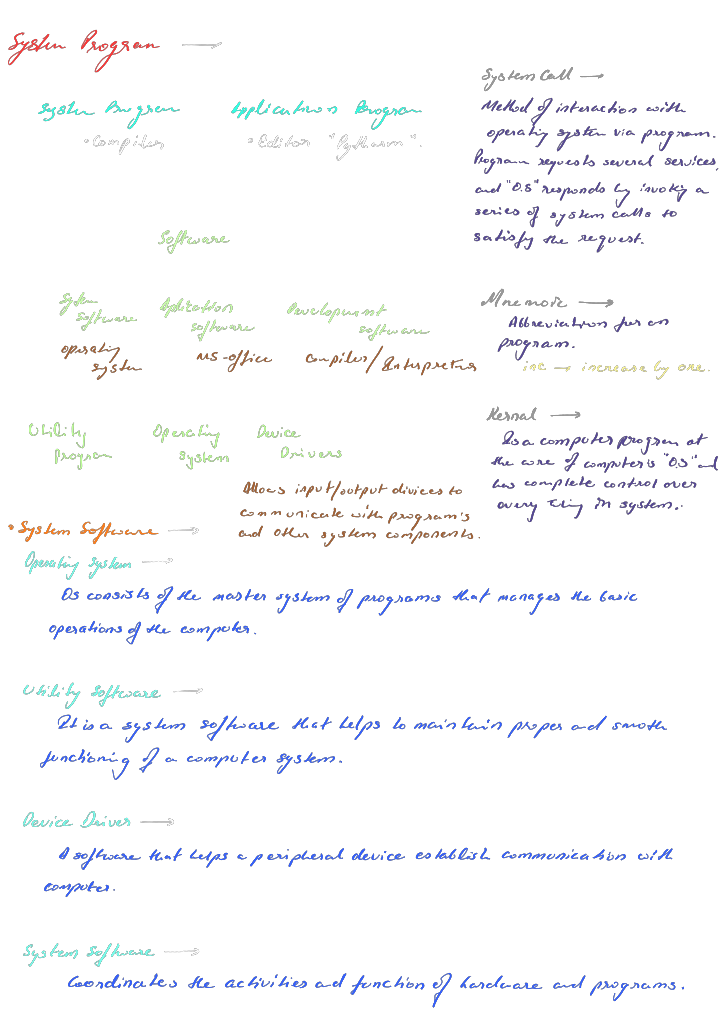 System Program →
System Program Applications Program
• Compiler • Editor "Pytharm".
System Call →
Method of interaction with
operating system via program.
Program requests several services,
and "O.S" responds by invoking a
series of system calls to
satisfy the request.
Software
System
Software
Aplication
software
Development
software
operating
system
MS-office
Compiler/Interpretur
Mnemoic →
Abbreviation for an
program.
inc → increase by one.
Utility
Program
Operating
System
Device
Drivers
Allows input/output divices to
communicate with program's
and other system components.
Kernal →
Is a computer program at
the core of computer's "O.S" and
has complete control over
every thing in system.
• System Software →
Operating System →
Os consists of the master system of programs that manages the basic
operations of the computer.
Utility Software →
It is a system software that helps to maintain proper and smoth
functioning of a computer system.
Device Driver →
A software that helps a peripheral device establish communication with
computer.
System Software →
Coordinates the activities and function of hardware and programs.